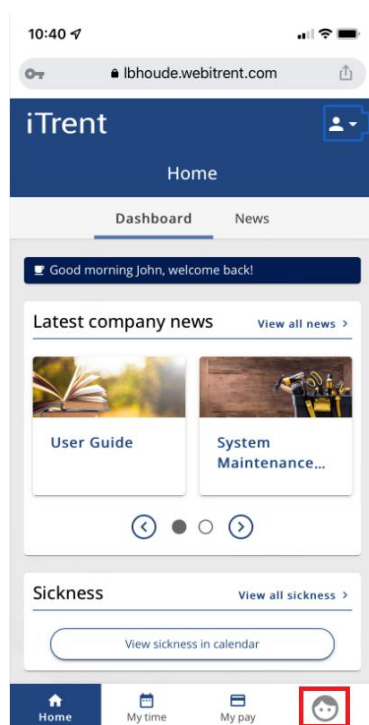 10:40
lbhoude.webitrent.com
iTrent
Home
Dashboard News
Good morning John, welcome back!
Latest company news View all news >
User Guide
System
Maintenance...
Sickness View all sickness >
View sickness in calendar
Home My time My pay